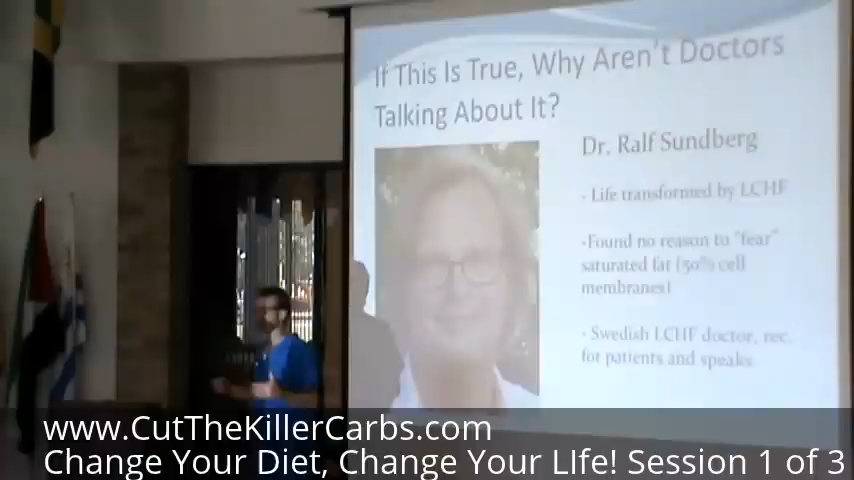 If This Is True, Why Aren't Doctors
Talking About It?
Dr. Ralf Sundberg
- Life transformed by LCHF
-Found no reason to "fear"
saturated fat (50% cell
membranes)
- Swedish LCHF doctor, rec.
for patients and speaks.
www.CutTheKillerCarbs.com
Change Your Diet, Change Your LIfe! Session 1 of 3